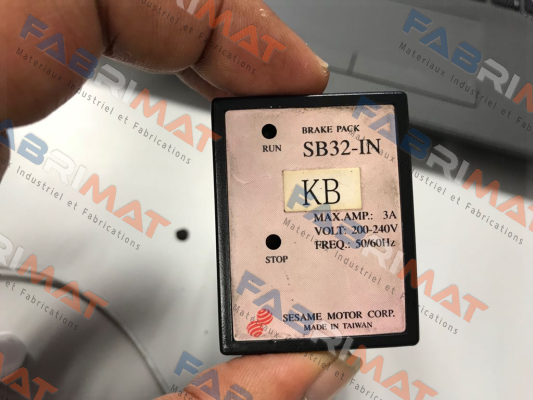 BRAKE PACK
RUN
SB32-IN
KB
MAX.AMP.: 3A
VOLT: 200-240V
FREQ.: 50/60Hz
STOP
SESAME MOTOR CORP.
MADE IN TAIWAN
FABRIMAT
Materiaux Industriel et Fabrications